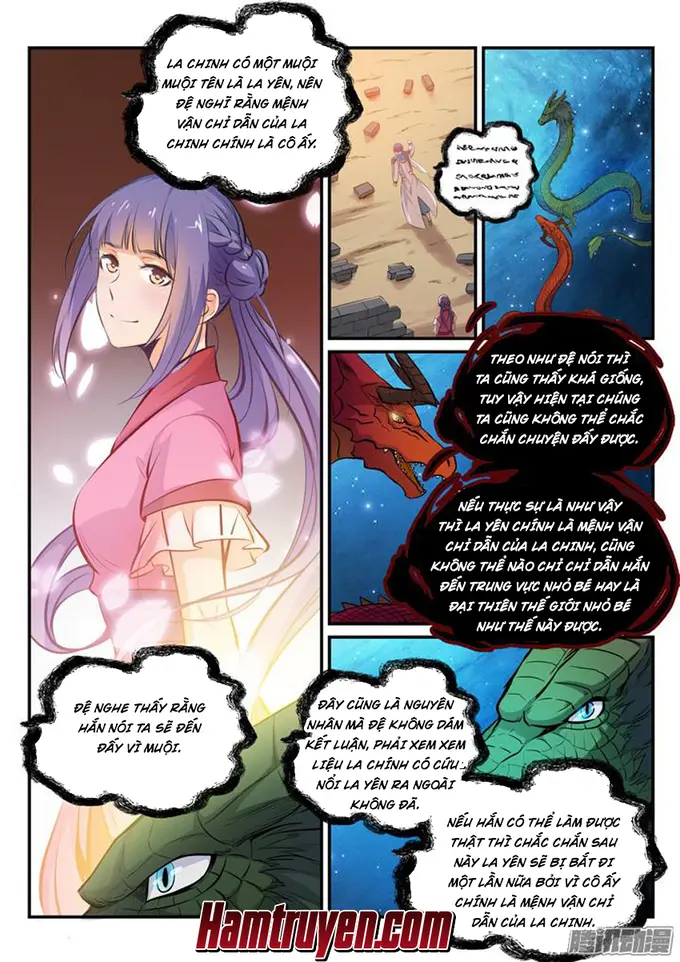 LA CHINH CÓ MỘT MUỘI
MUỘI TÊN LÀ LA YÊN, NÊN
ĐỆ NGHĨ RẰNG MỆNH
VẬN CHỈ DẪN CỦA LA
CHINH CHÍNH LÀ CÔ ẤY.
THEO NHƯ ĐỆ NÓI THÌ
TA CŨNG THẤY KHÁ GIỐNG,
TUY VẬY HIỆN TẠI CHÚNG
TA CŨNG KHÔNG THỂ CHẮC
CHẮN CHUYỆN ĐẤY ĐƯỢC.
NẾU THỰC SỰ LÀ NHƯ VẬY
THÌ LA YÊN CHÍNH LÀ MỆNH VẬN
CHỈ DẪN CỦA LA CHINH, CŨNG
KHÔNG THỂ NÀO CHỈ CHỈ DẪN HẮN
ĐẾN TRUNG VỰC NHỎ BÉ HAY LÀ
ĐẠI THIÊN THẾ GIỚI NHỎ BÉ
NHƯ THẾ NÀY ĐƯỢC.
ĐỆ NGHE THẤY RẰNG
HẮN NÓI TA SẼ ĐẾN
ĐẤY VÌ MUỘI.
ĐÂY CŨNG LÀ NGUYÊN
NHÂN MÀ ĐỆ KHÔNG DÁM
KẾT LUẬN, PHẢI XEM XEM
LIỆU LA CHINH CÓ CỨU
NỔI LA YÊN RA NGOÀI
KHÔNG ĐÃ.
NẾU HẮN CÓ THỂ LÀM ĐƯỢC
THẬT THÌ CHẮC CHẮN SAU
NÀY LA YÊN SẼ BỊ BẮT ĐI
MỘT LẦN NỮA BỞI VÌ CÔ ẤY
CHÍNH LÀ MỆNH VẬN CHỈ
DẪN CỦA LA CHINH.
Hamtruyen.com
腾讯动漫